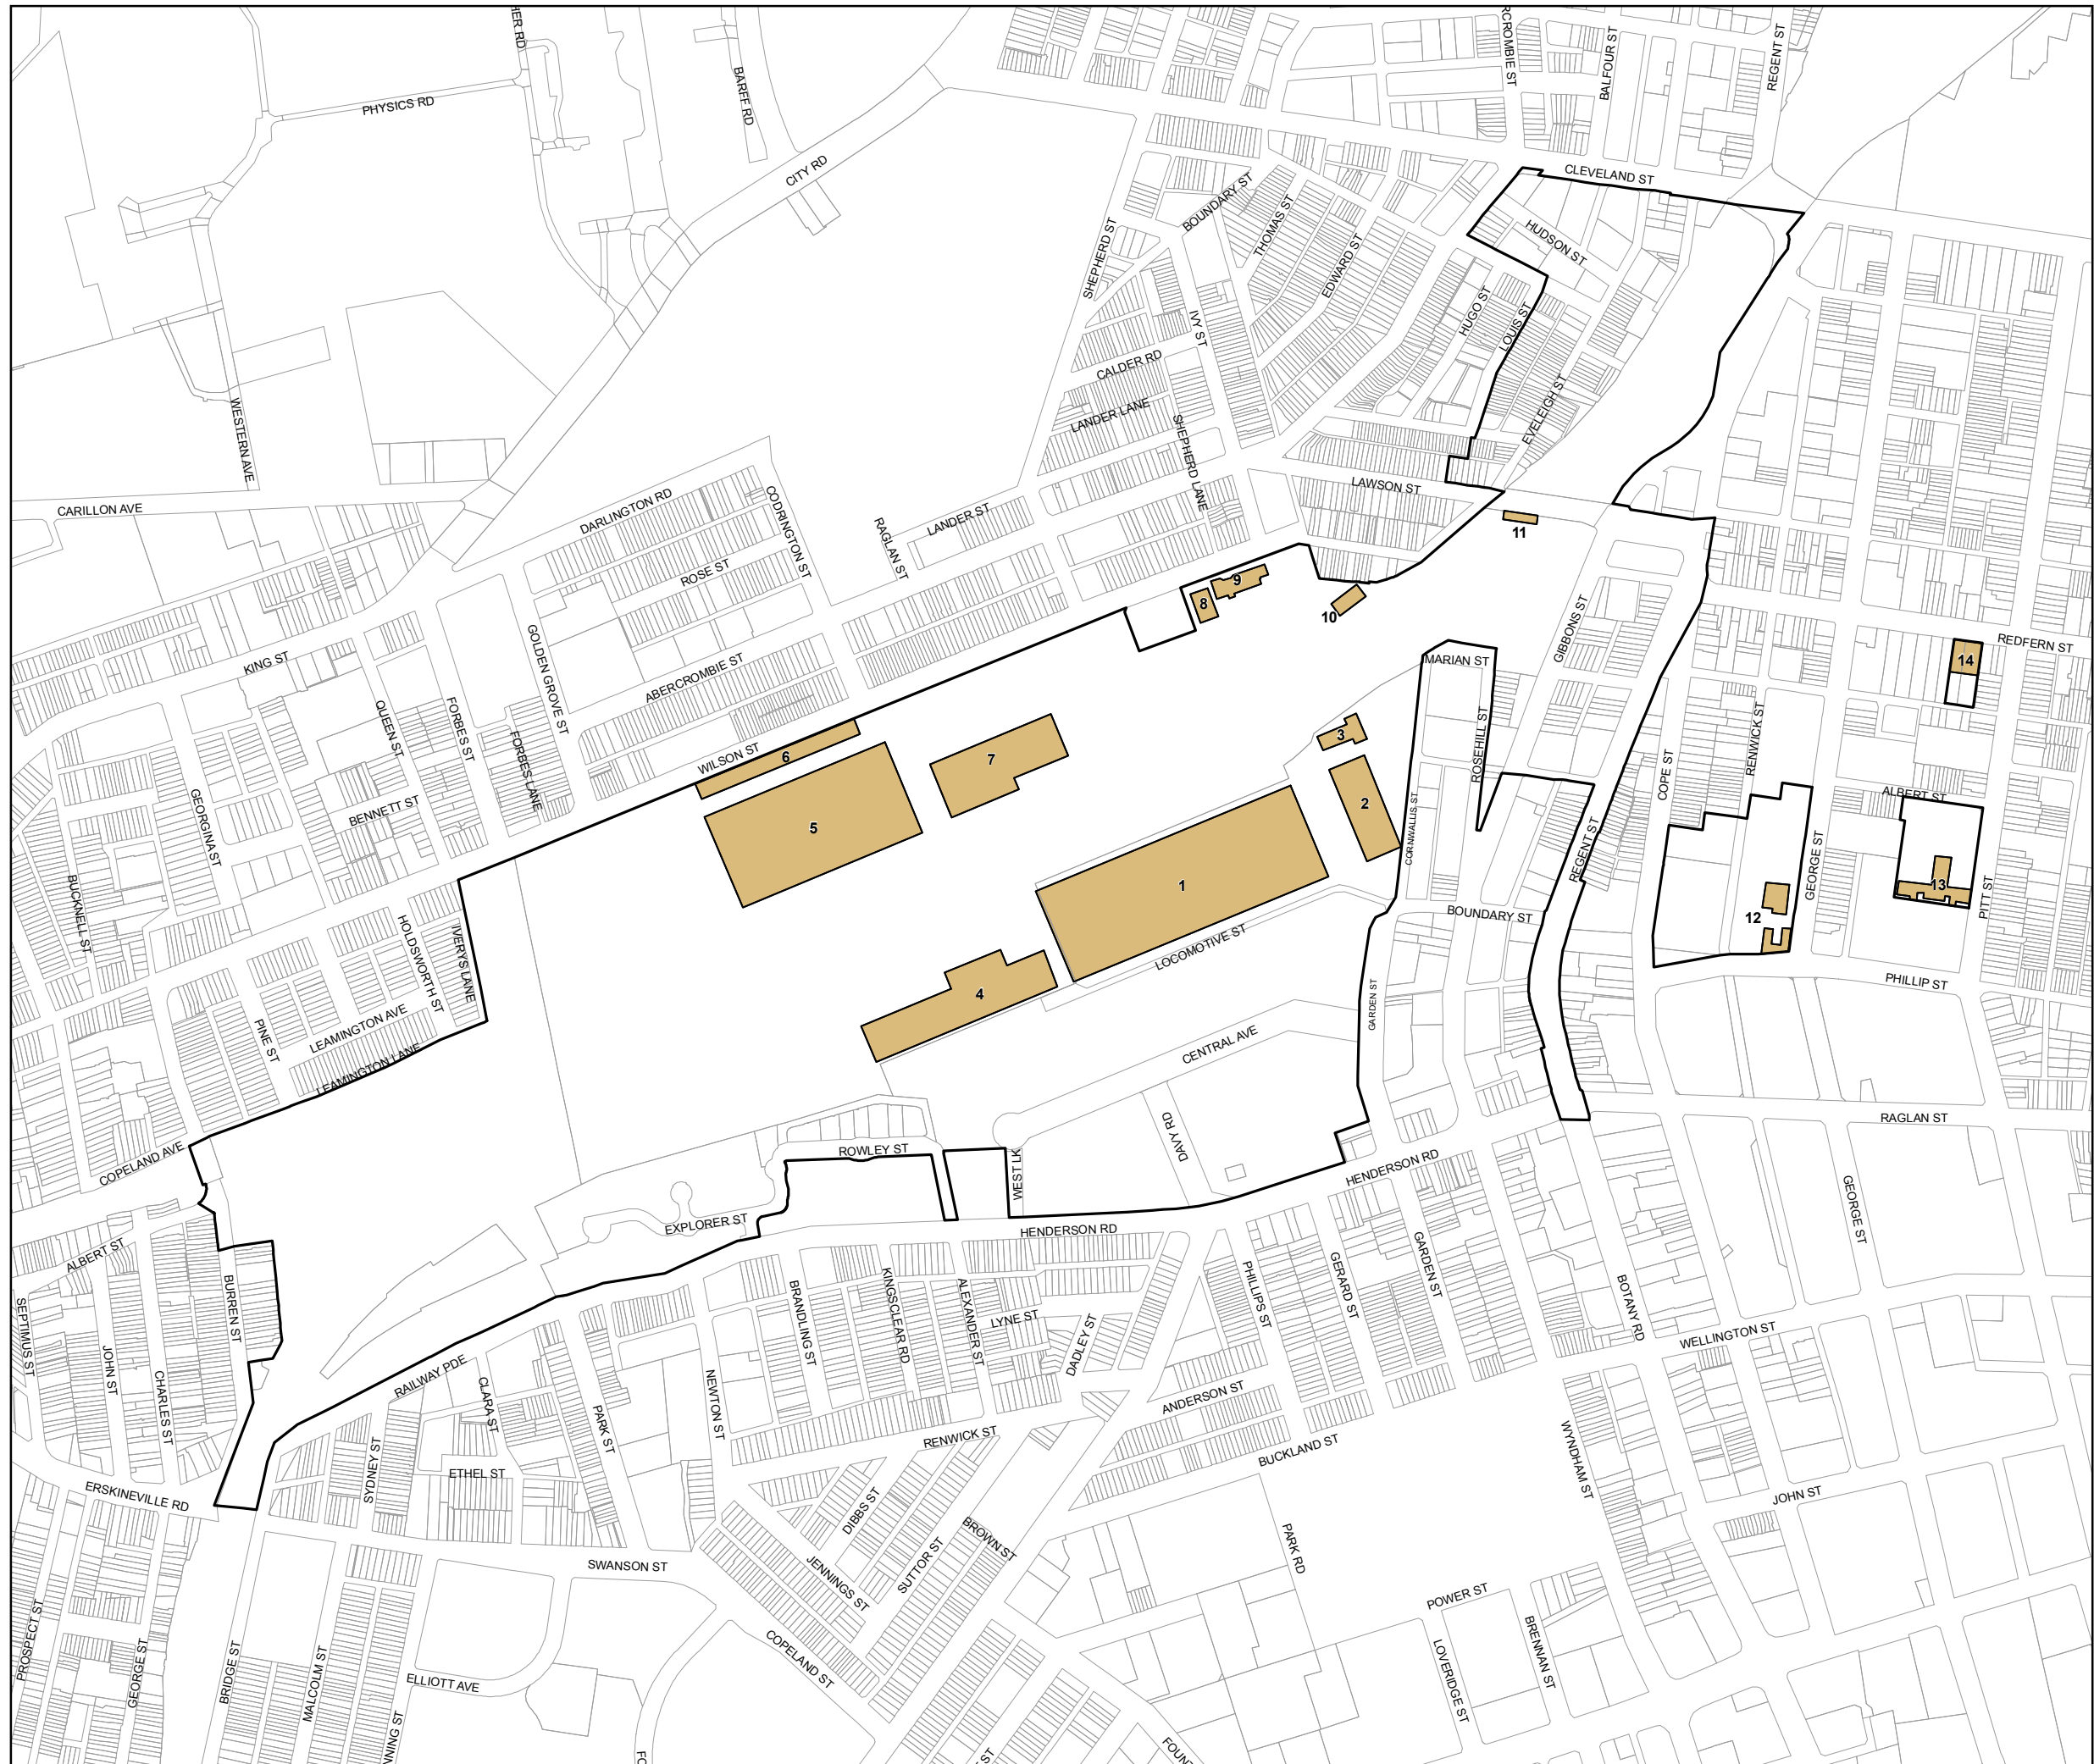 PHYSICS RD
BARFF RD
CITY RD
BALFOUR ST
REGENT ST
CLEVELAND ST
BOUNDARY ST
THOMAS ST
SHEPHERD ST
EDWARD ST
HUDSON ST
HUGO ST
LOUIS ST
IVY ST
CALDER RD
LANDER LANE
SHEPHERD LANE
EVELEIGH ST
WESTERN AVE
CARILLON AVE
DARLINGTON RD
CODRINGTON ST
RAGLAN ST
LANDER ST
LAWSON ST
11
ROSE ST
9
8
10
GIBBONS ST
REDFERN ST
14
KING ST
GOLDEN GROVE ST
ABERCROMBIE ST
MARIAN ST
QUEEN ST
FORBES ST
FORBES LANE
WILSON ST
6
7
3
ROSEHILL ST
COPE ST
RENWICK ST
GEORGINA ST
BENNETT ST
5
2
CORNWALLIS ST
REGENT ST
ALBERT ST
GEORGE ST
1
13
12
PITT ST
BUCKNELL ST
HOLDSWORTH ST
IVERYS LANE
BOUNDARY ST
LOCOMOTIVE ST
4
GARDEN ST
PHILLIP ST
PINE ST
LEAMINGTON AVE
LEAMINGTON LANE
CENTRAL AVE
DAVY RD
RAGLAN ST
COPELAND AVE
ROWLEY ST
WEST LK
HENDERSON RD
EXPLORER ST
HENDERSON RD
GEORGE ST
ALBERT ST
SEPTIMUS ST
JOHN ST
CHARLES ST
BURREN ST
BRANDLING ST
KINGSCLEAR RD
ALEXANDER ST
LYNE ST
DADLEY ST
PHILLIPS ST
GERARD ST
GARDEN ST
BOTANY RD
WELLINGTON ST
RAILWAY PDE
CLARA ST
PARK ST
NEWTON ST
ANDERSON ST
RENWICK ST
BUCKLAND ST
WYNDHAM ST
SYDNEY ST
ETHEL ST
ERSKINEVILLE RD
DIBBS ST
BROWN ST
JOHN ST
SWANSON ST
JENNINGS ST
SUTTOR ST
PARK RD
POWER ST
PROSPECT ST
GEORGE ST
BRIDGE ST
MALCOLM ST
ELLIOTT AVE
COPELAND ST
LOVERIDGE ST
BRENNAN ST